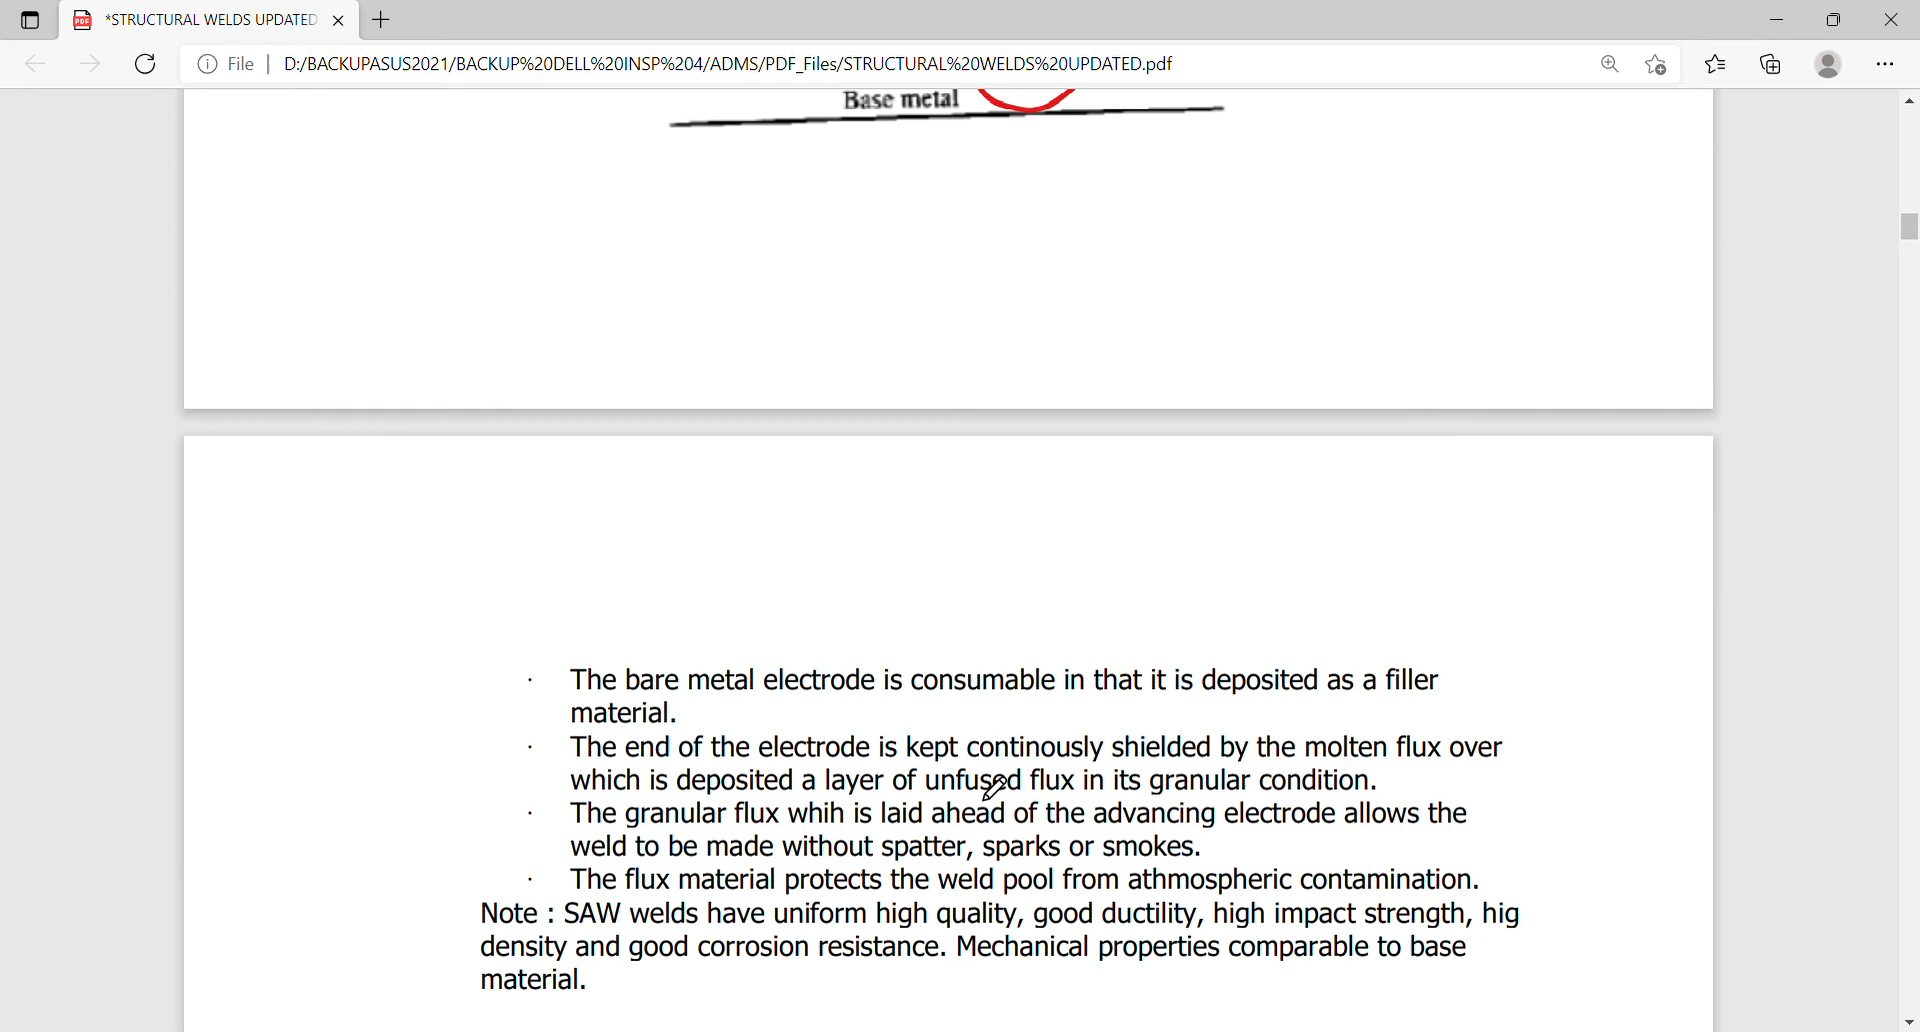 *STRUCTURAL WELDS UPDATED
File
D:/BACKUPASUS2021/BACKUP%20DELL%20INSP%204/ADMS/PDF_Files/STRUCTURAL%20WELDS%20UPDATED.pdf
Base metal
· The bare metal electrode is consumable in that it is deposited as a filler
material.
· The end of the electrode is kept continously shielded by the molten flux over
which is deposited a layer of unfused flux in its granular condition.
· The granular flux whih is laid ahead of the advancing electrode allows the
weld to be made without spatter, sparks or smokes.
· The flux material protects the weld pool from athmospheric contamination.
Note : SAW welds have uniform high quality, good ductility, high impact strength, hig
density and good corrosion resistance. Mechanical properties comparable to base
material.